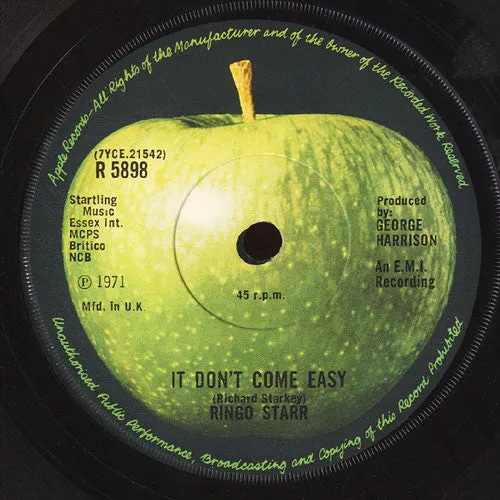 Apple Records-All Rights of the Manufacturer and of the Owner of the Recorded Work Reserved
(7YCE.21542)
R 5898
Startling
Music
Essex Int.
MCPS
Britico
NCB
Ⓟ 1971
Mfd. in U.K.
Produced
by:
GEORGE
HARRISON
An E.M.I.
Recording
45 r.p.m.
IT DON'T COME EASY
(Richard Starkey)
RINGO STARR
Unauthorised Public Performance, Broadcasting and Copying of this Record Prohibited